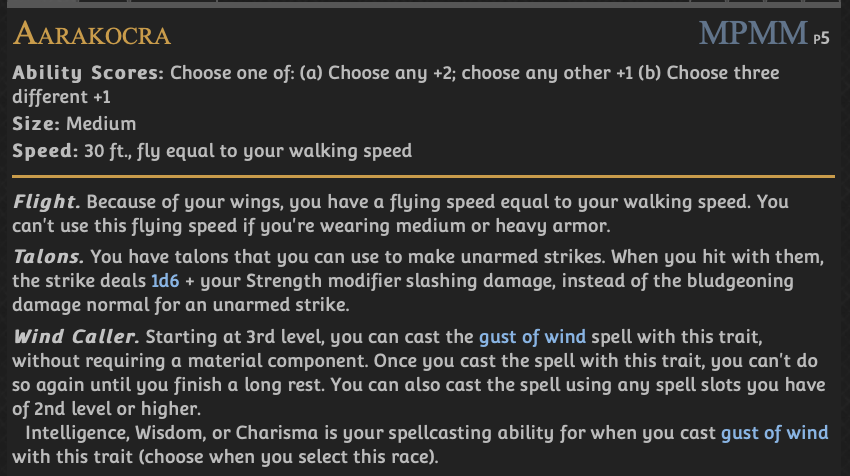 Aarakocra
MPMM p5
Ability Scores: Choose one of: (a) Choose any +2; choose any other +1 (b) Choose three
different +1
Size: Medium
Speed: 30 ft., fly equal to your walking speed
Flight. Because of your wings, you have a flying speed equal to your walking speed. You
can't use this flying speed if you're wearing medium or heavy armor.
Talons. You have talons that you can use to make unarmed strikes. When you hit with them,
the strike deals 1d6 + your Strength modifier slashing damage, instead of the bludgeoning
damage normal for an unarmed strike.
Wind Caller. Starting at 3rd level, you can cast the gust of wind spell with this trait,
without requiring a material component. Once you cast the spell with this trait, you can't do
so again until you finish a long rest. You can also cast the spell using any spell slots you have
of 2nd level or higher.
Intelligence, Wisdom, or Charisma is your spellcasting ability for when you cast gust of wind
with this trait (choose when you select this race).